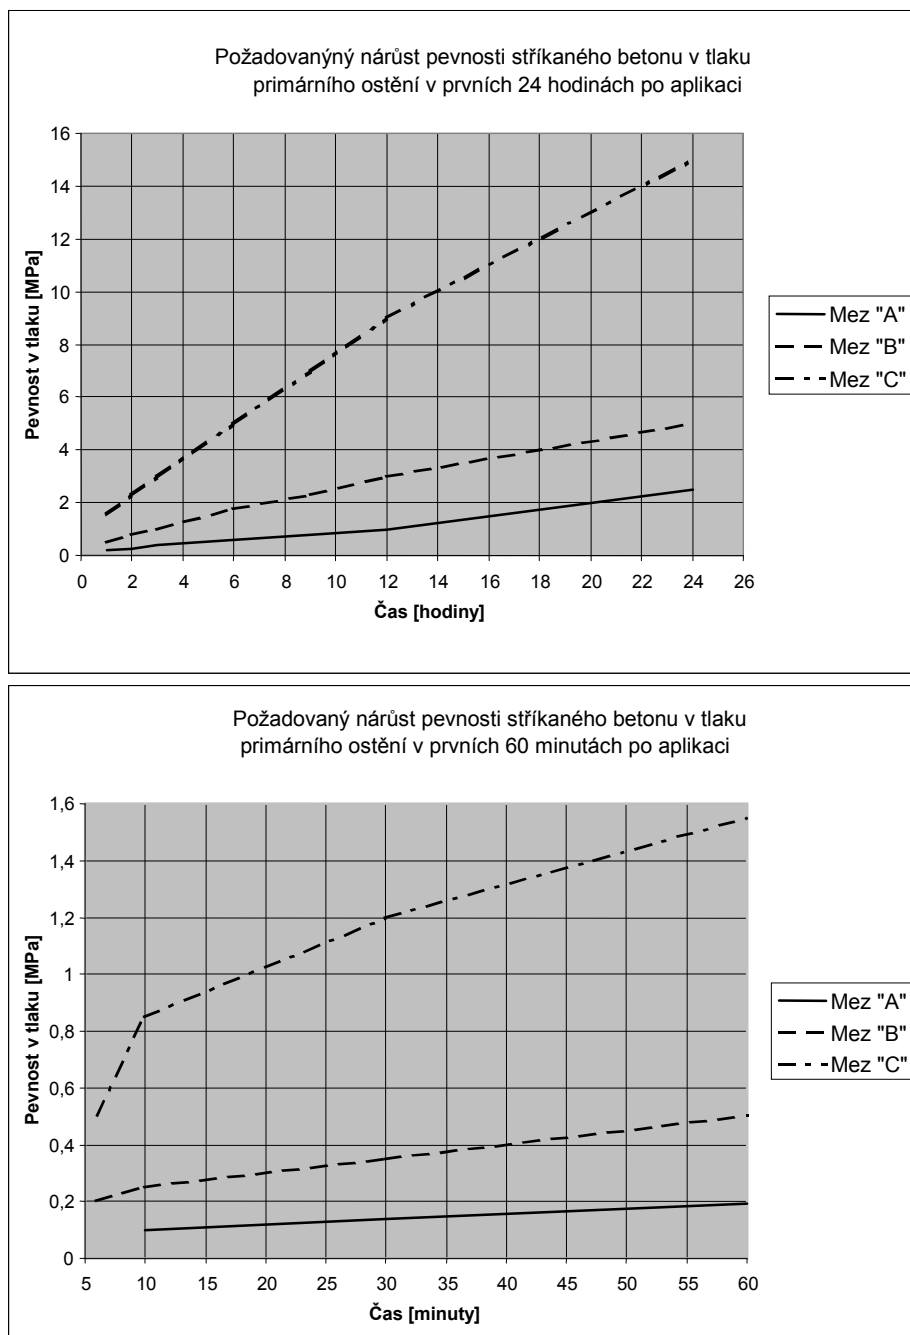 Požadovanýný nárůst pevnosti stříkaného betonu v tlaku
primárního ostění v prvních 24 hodinách po aplikaci
Pevnost v tlaku [MPa]
16
14
12
10
8
6
4
2
0
0 2 4 6 8 10 12 14 16 18 20 22 24 26
Čas [hodiny]
Mez "A"
Mez "B"
Mez "C"
Požadovaný nárůst pevnosti stříkaného betonu v tlaku
primárního ostění v prvních 60 minutách po aplikaci
Pevnost v tlaku [MPa]
1,6
1,4
1,2
1
0,8
0,6
0,4
0,2
0
5 10 15 20 25 30 35 40 45 50 55 60
Čas [minuty]
Mez "A"
Mez "B"
Mez "C"